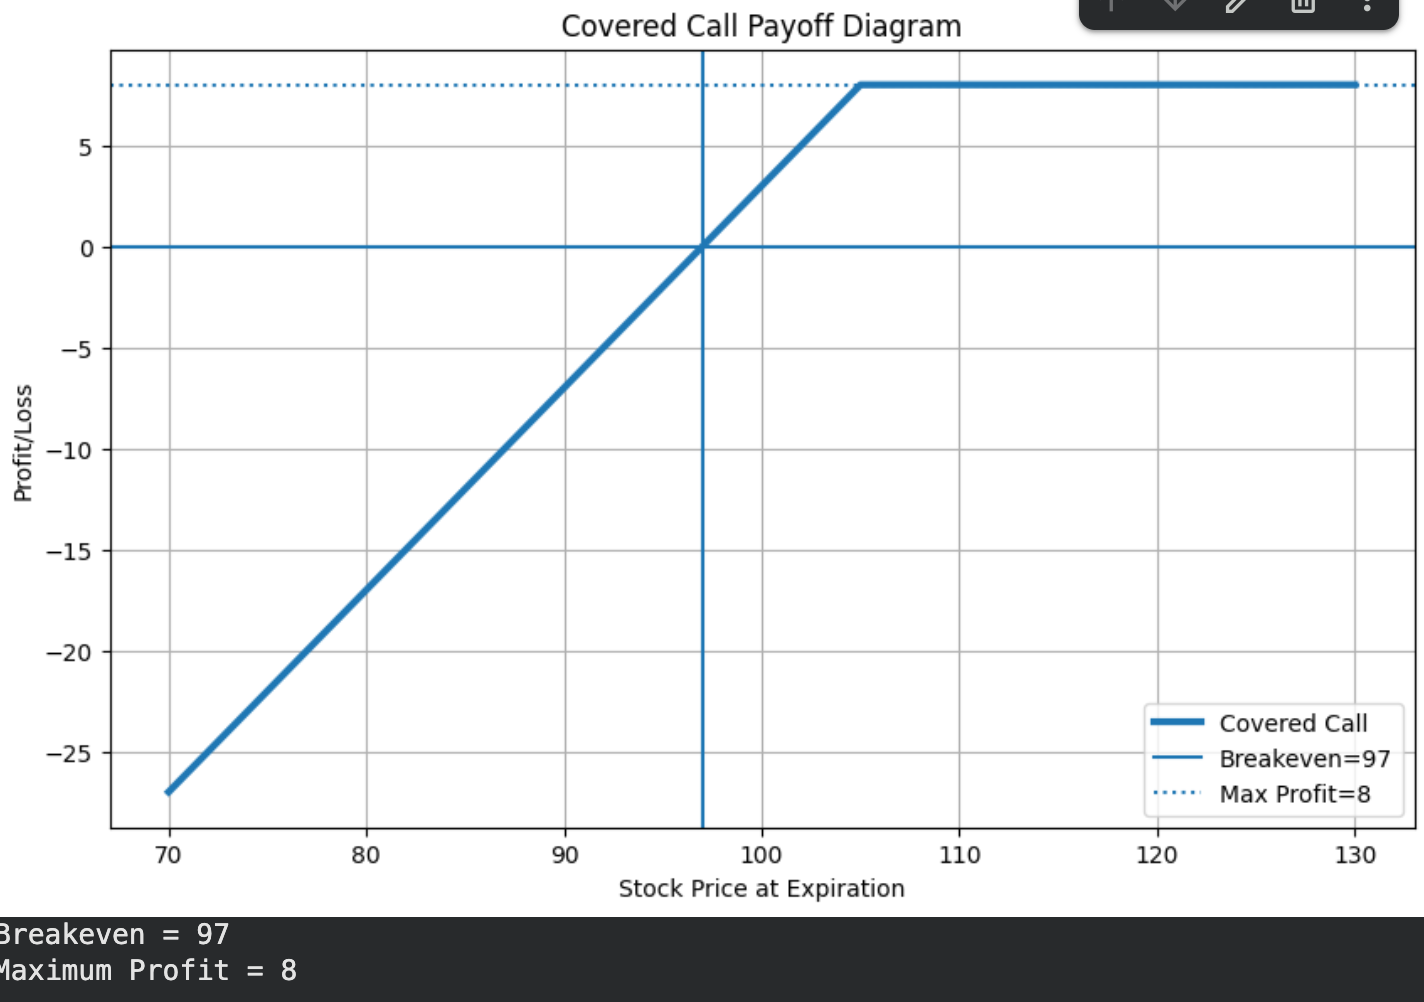 Covered Call Payoff Diagram
5
0
−5
−10
−15
−20
−25
Profit/Loss
70 80 90 100 110 120 130
Stock Price at Expiration
Covered Call
Breakeven=97
Max Profit=8
Breakeven = 97
Maximum Profit = 8